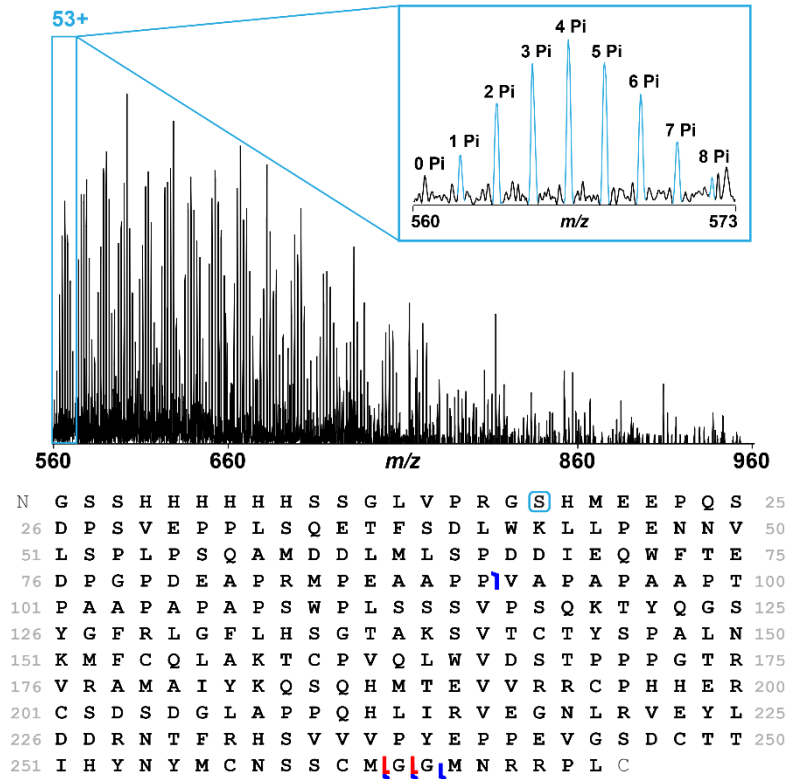 53+
4 Pi
3 Pi
5 Pi
2 Pi
6 Pi
1 Pi
7 Pi
0 Pi
8 Pi
560 m/z 573
560 660 m/z 860 960
N G S S H H H H H H S S G L V P R G S H M E E P Q S 25
26 D P S V E P P L S Q E T F S D L W K L L P E N N V 50
51 L S P L P S Q A M D D L M L S P D D I E Q W F T E 75
76 D P G P D E A P R M P E A A P P V A P A P A A P T 100
101 P A A P A P A P S W P L S S S V P S Q K T Y Q G S 125
126 Y G F R L G F L H S G T A K S V T C T Y S P A L N 150
151 K M F C Q L A K T C P V Q L W V D S T P P P G T R 175
176 V R A M A I Y K Q S Q H M T E V V R R C P H H E R 200
201 C S D S D G L A P P Q H L I R V E G N L R V E Y L 225
226 D D R N T F R H S V V V P Y E P P E V G S D C T T 250
251 I H Y N Y M C N S S C M G G M N R R P L C